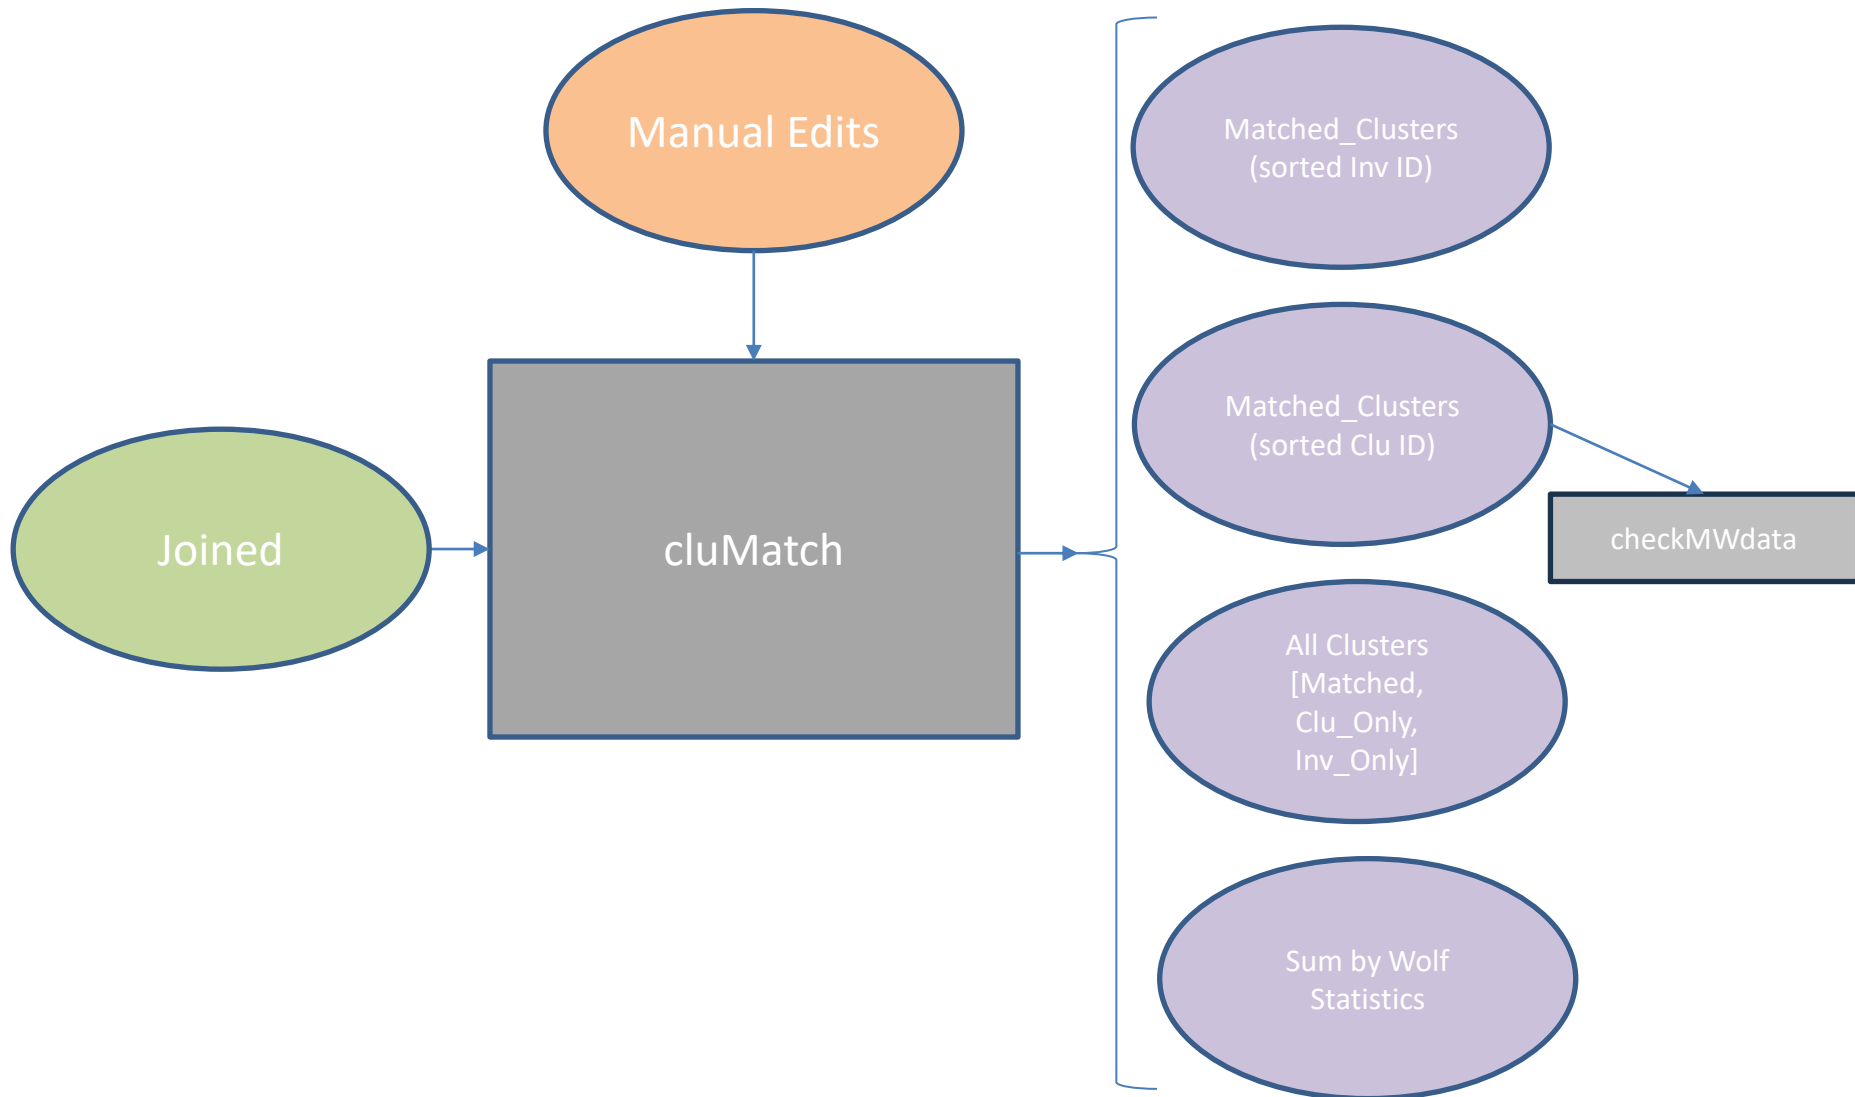 Manual Edits
Joined
cluMatch
Matched_Clusters
(sorted Inv ID)
Matched_Clusters
(sorted Clu ID)
checkMWdata
All Clusters
[Matched,
Clu_Only,
Inv_Only]
Sum by Wolf
Statistics